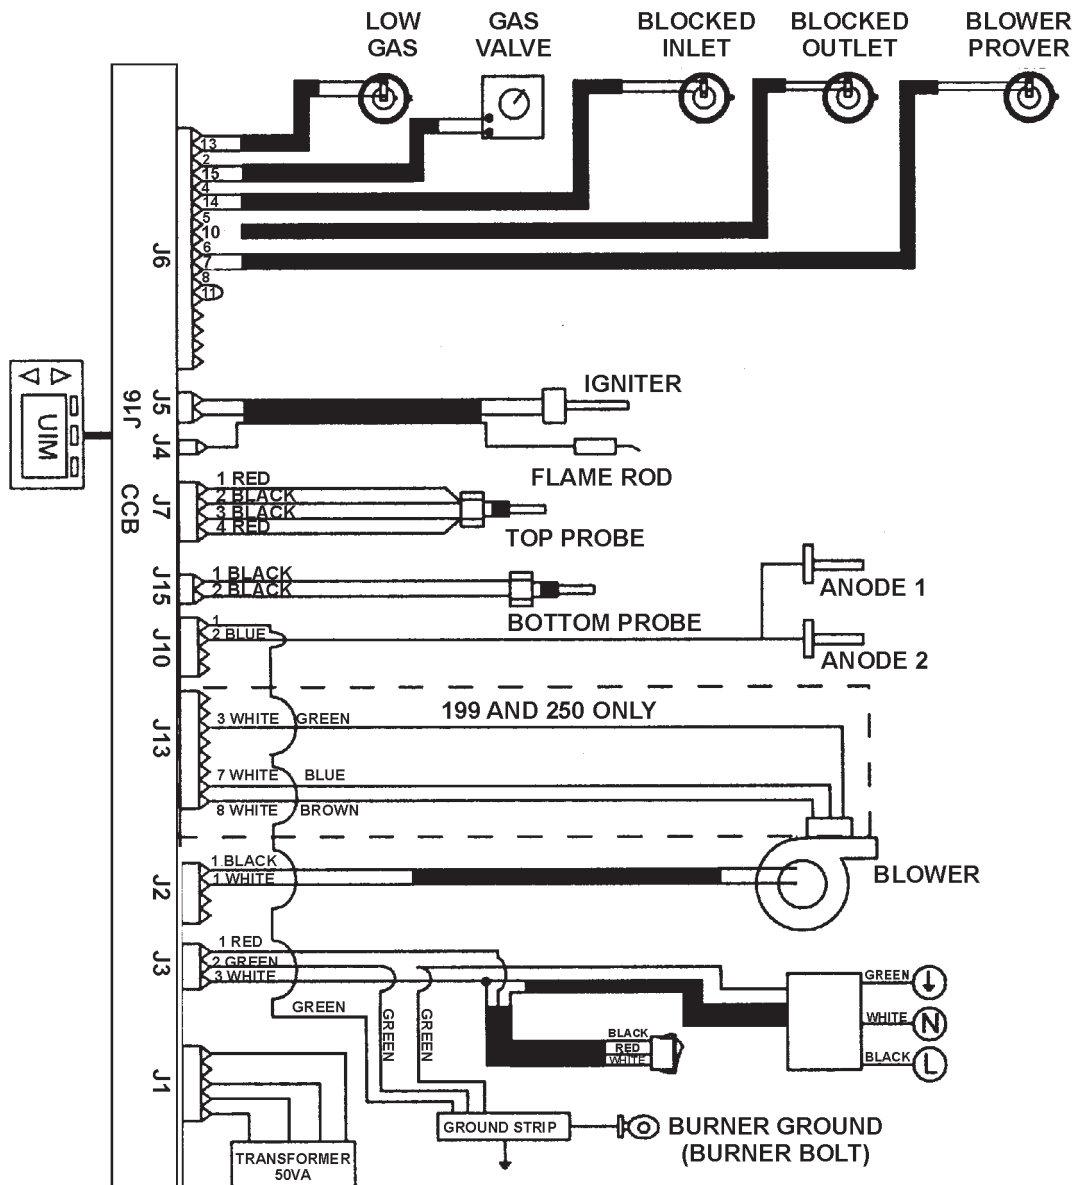 LOW GAS
GAS VALVE
BLOCKED INLET
BLOCKED OUTLET
BLOWER PROVER
13
2
15
4
14
5
10
6
7
8
11
J6
UIM
J16
CCB
J5
IGNITER
J4
FLAME ROD
J7
1 RED
2 BLACK
3 BLACK
4 RED
TOP PROBE
J15
1 BLACK
2 BLACK
BOTTOM PROBE
ANODE 1
ANODE 2
J10
1
2 BLUE
199 AND 250 ONLY
J13
3 WHITE GREEN
7 WHITE BLUE
8 WHITE BROWN
J2
1 BLACK
1 WHITE
BLOWER
J3
1 RED
2 GREEN
3 WHITE
GREEN
GREEN
GREEN
BLACK
RED
WHITE
GREEN
WHITE N
BLACK L
J1
GROUND STRIP
BURNER GROUND
(BURNER BOLT)
TRANSFORMER
50VA